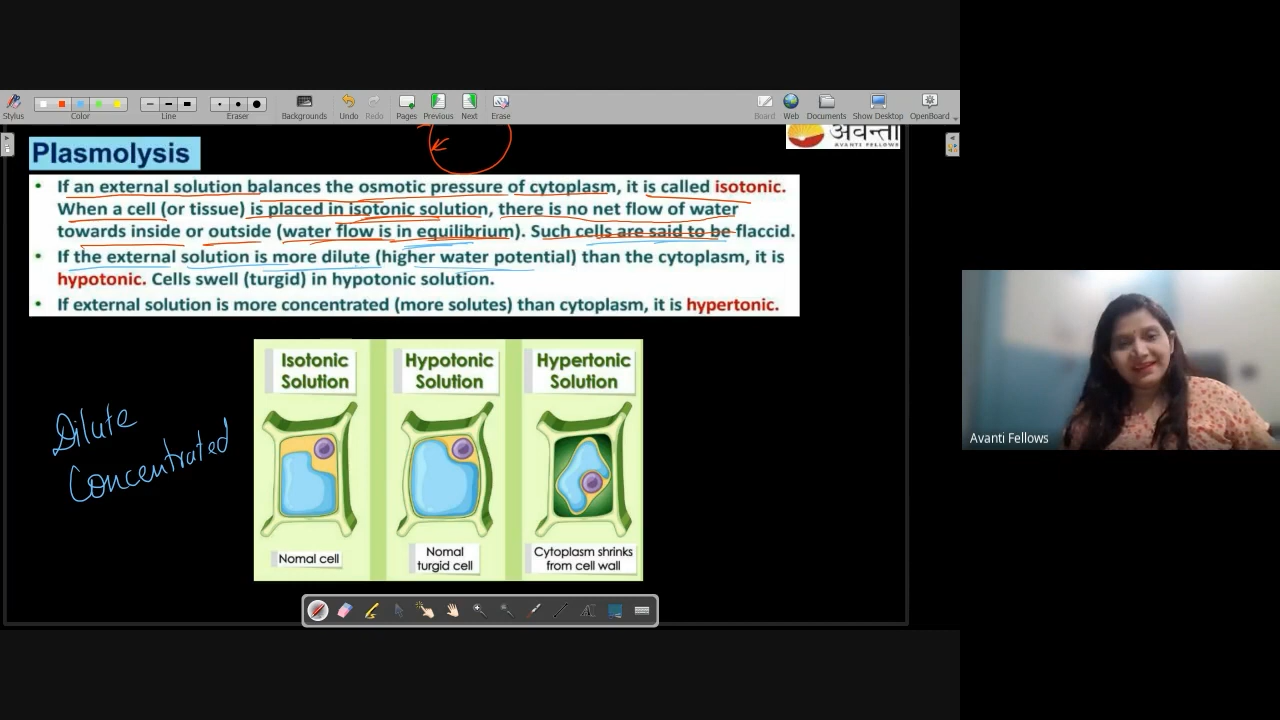 Stylus
Color
Line
Eraser
Backgrounds
Undo
Redo
Pages
Previous
Next
Erase
Board
Web
Documents
Show Desktop
OpenBoard
अवन्ती
AVANTI FELLOWS
Plasmolysis
• If an external solution balances the osmotic pressure of cytoplasm, it is called isotonic.
When a cell (or tissue) is placed in isotonic solution, there is no net flow of water
towards inside or outside (water flow is in equilibrium). Such cells are said to be flaccid.
• If the external solution is more dilute (higher water potential) than the cytoplasm, it is
hypotonic. Cells swell (turgid) in hypotonic solution.
• If external solution is more concentrated (more solutes) than cytoplasm, it is hypertonic.
Isotonic
Solution
Hypotonic
Solution
Hypertonic
Solution
Dilute
Concentrated
Nomal cell
Nomal
turgid cell
Cytoplasm shrinks
from cell wall
Avanti Fellows